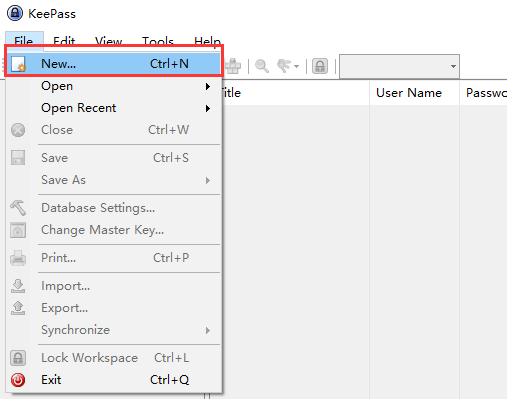 KeePass
File Edit View Tools Help
New... Ctrl+N
Open
Title User Name Passwo
Open Recent
Close Ctrl+W
Save Ctrl+S
Save As
Database Settings...
Change Master Key...
Print... Ctrl+P
Import...
Export...
Synchronize
Lock Workspace Ctrl+L
Exit Ctrl+Q